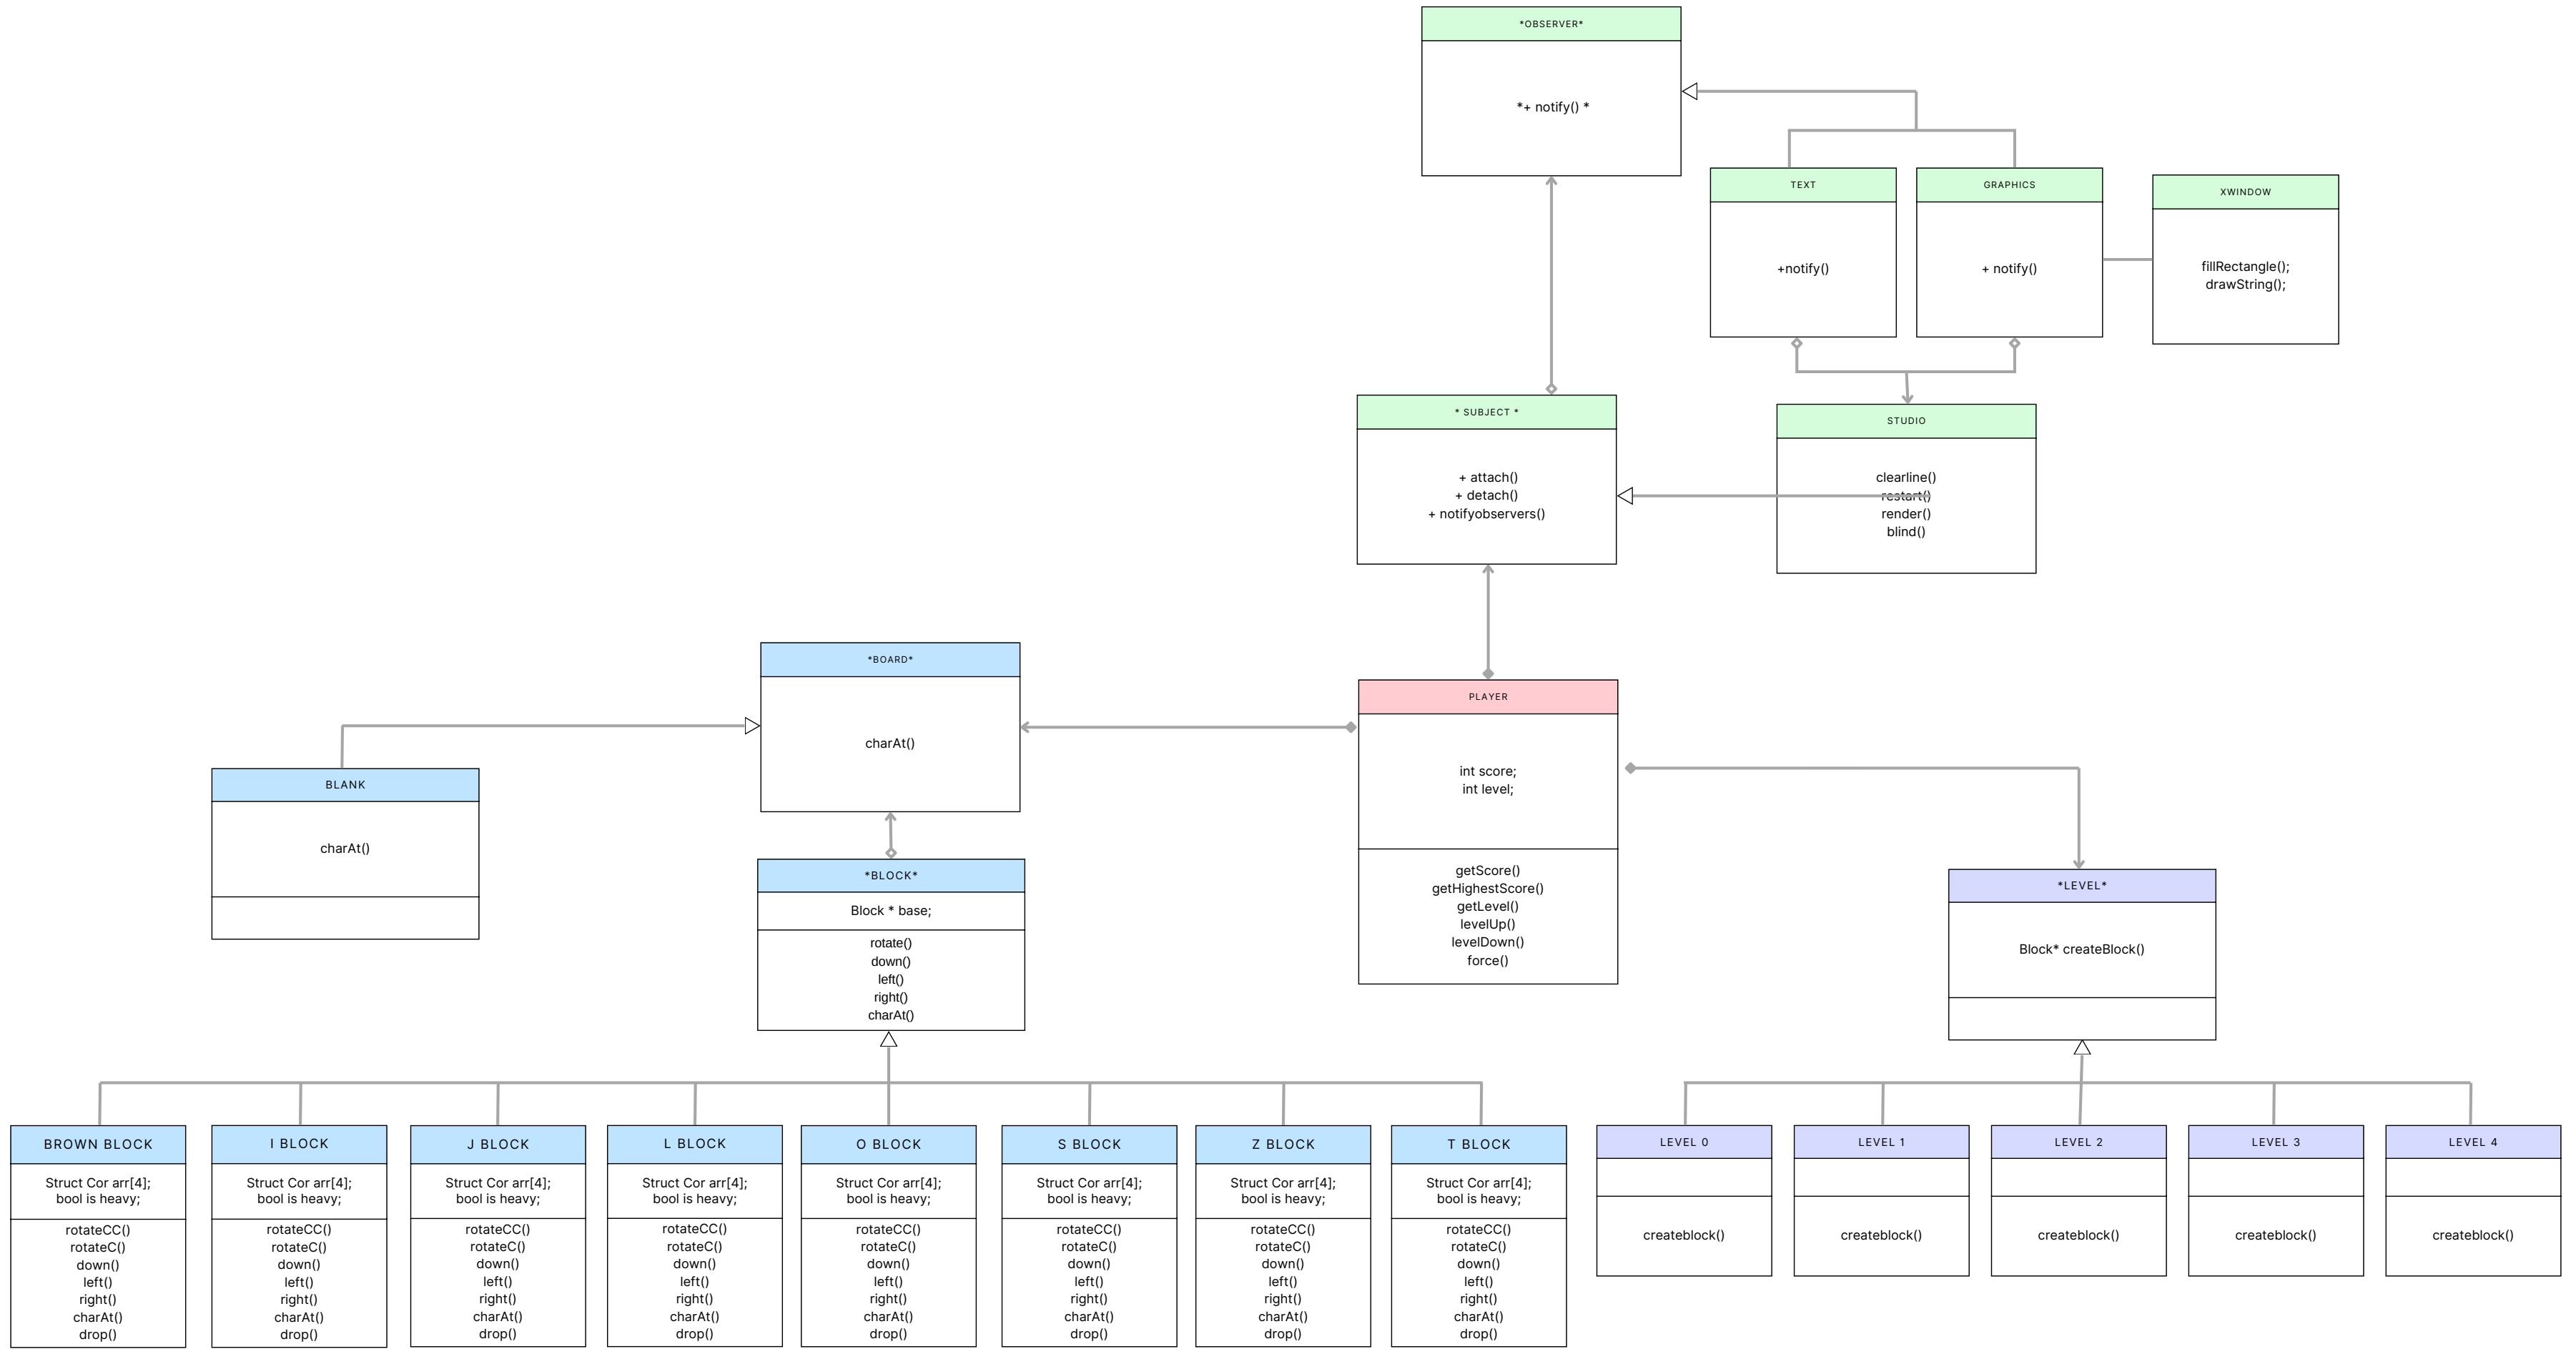 *OBSERVER*
*+ notify() *
TEXT
+notify()
GRAPHICS
+ notify()
XWINDOW
fillRectangle();
drawString();
* SUBJECT *
+ attach()
+ detach()
+ notifyobservers()
STUDIO
clearline()
restart()
render()
blind()
*BOARD*
charAt()
PLAYER
int score;
int level;
getScore()
getHighestScore()
getLevel()
levelUp()
levelDown()
force()
BLANK
charAt()
*BLOCK*
Block * base;
rotate()
down()
left()
right()
charAt()
*LEVEL*
Block* createBlock()
BROWN BLOCK
Struct Cor arr[4];
bool is heavy;
rotateCC()
rotateC()
down()
left()
right()
charAt()
drop()
I BLOCK
Struct Cor arr[4];
bool is heavy;
rotateCC()
rotateC()
down()
left()
right()
charAt()
drop()
J BLOCK
Struct Cor arr[4];
bool is heavy;
rotateCC()
rotateC()
down()
left()
right()
charAt()
drop()
L BLOCK
Struct Cor arr[4];
bool is heavy;
rotateCC()
rotateC()
down()
left()
right()
charAt()
drop()
O BLOCK
Struct Cor arr[4];
bool is heavy;
rotateCC()
rotateC()
down()
left()
right()
charAt()
drop()
S BLOCK
Struct Cor arr[4];
bool is heavy;
rotateCC()
rotateC()
down()
left()
right()
charAt()
drop()
Z BLOCK
Struct Cor arr[4];
bool is heavy;
rotateCC()
rotateC()
down()
left()
right()
charAt()
drop()
T BLOCK
Struct Cor arr[4];
bool is heavy;
rotateCC()
rotateC()
down()
left()
right()
charAt()
drop()
LEVEL 0
createblock()
LEVEL 1
createblock()
LEVEL 2
createblock()
LEVEL 3
createblock()
LEVEL 4
createblock()